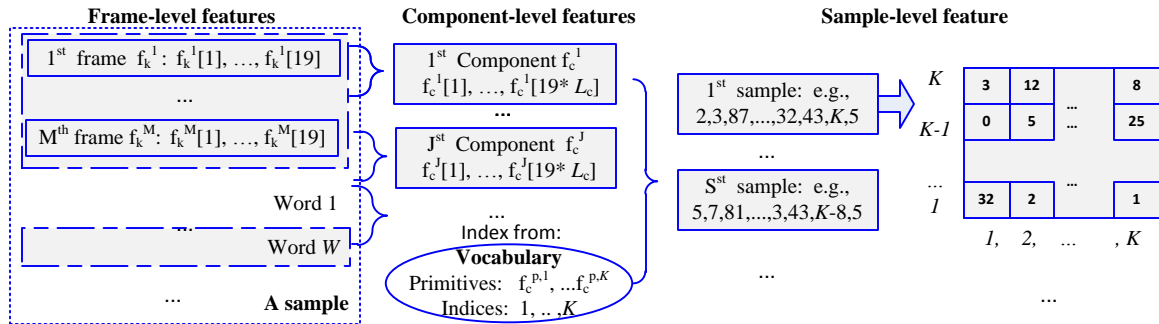 Frame-level features
1st frame fk1: fk1[1], …, fk1[19]
...
Mth frame fkM: fkM[1], …, fkM[19]
Word 1
...
Word W
...
A sample
Component-level features
1st Component fc1
fc1[1], …, fc1[19* Lc]
...
Jst Component fcJ
fc J[1], …, fcJ[19* Lc]
...
Index from:
Vocabulary
Primitives: fcp,1, ...fcp,K
Indices: 1, .. ,K
Sample-level feature
1st sample: e.g.,
2,3,87,...,32,43,K,5
...
Sst sample: e.g.,
5,7,81,...,3,43,K-8,5
...
K 3 12 ... 8
K-1 0 5 ... 25
...
1 32 2 ... 1
1, 2, ... , K
...